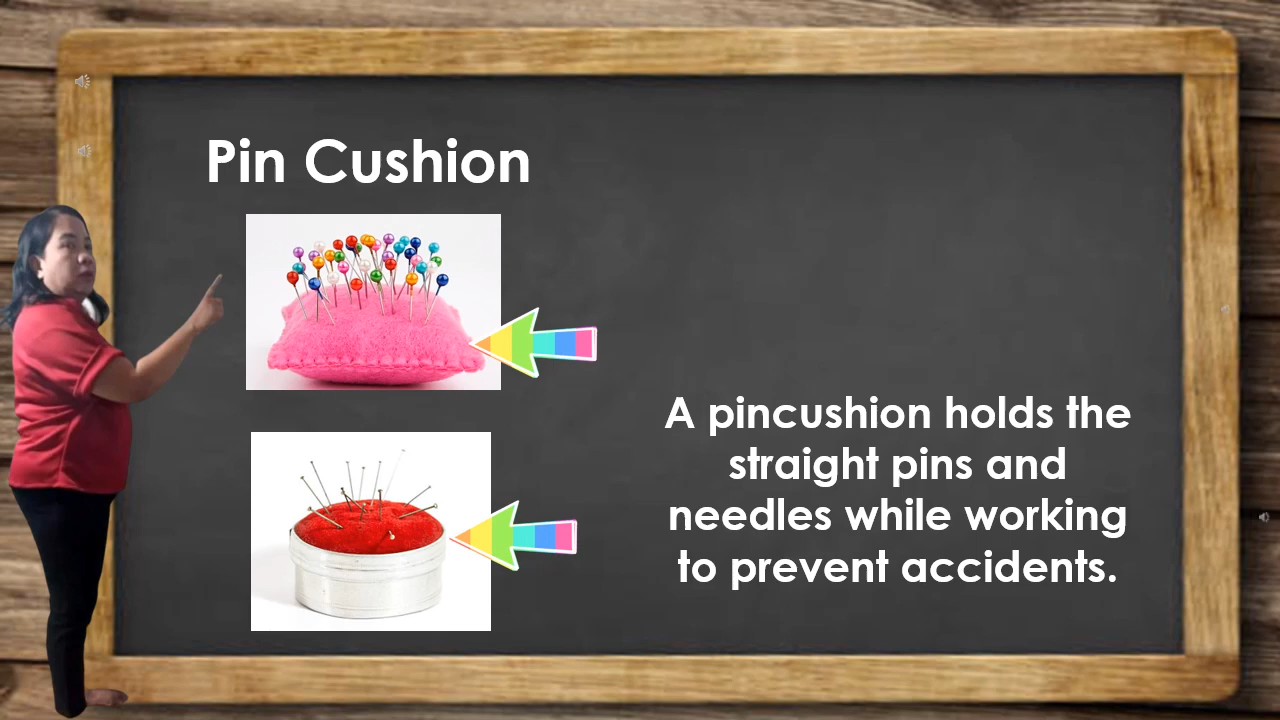 Pin Cushion
A pincushion holds the
straight pins and
needles while working
to prevent accidents.